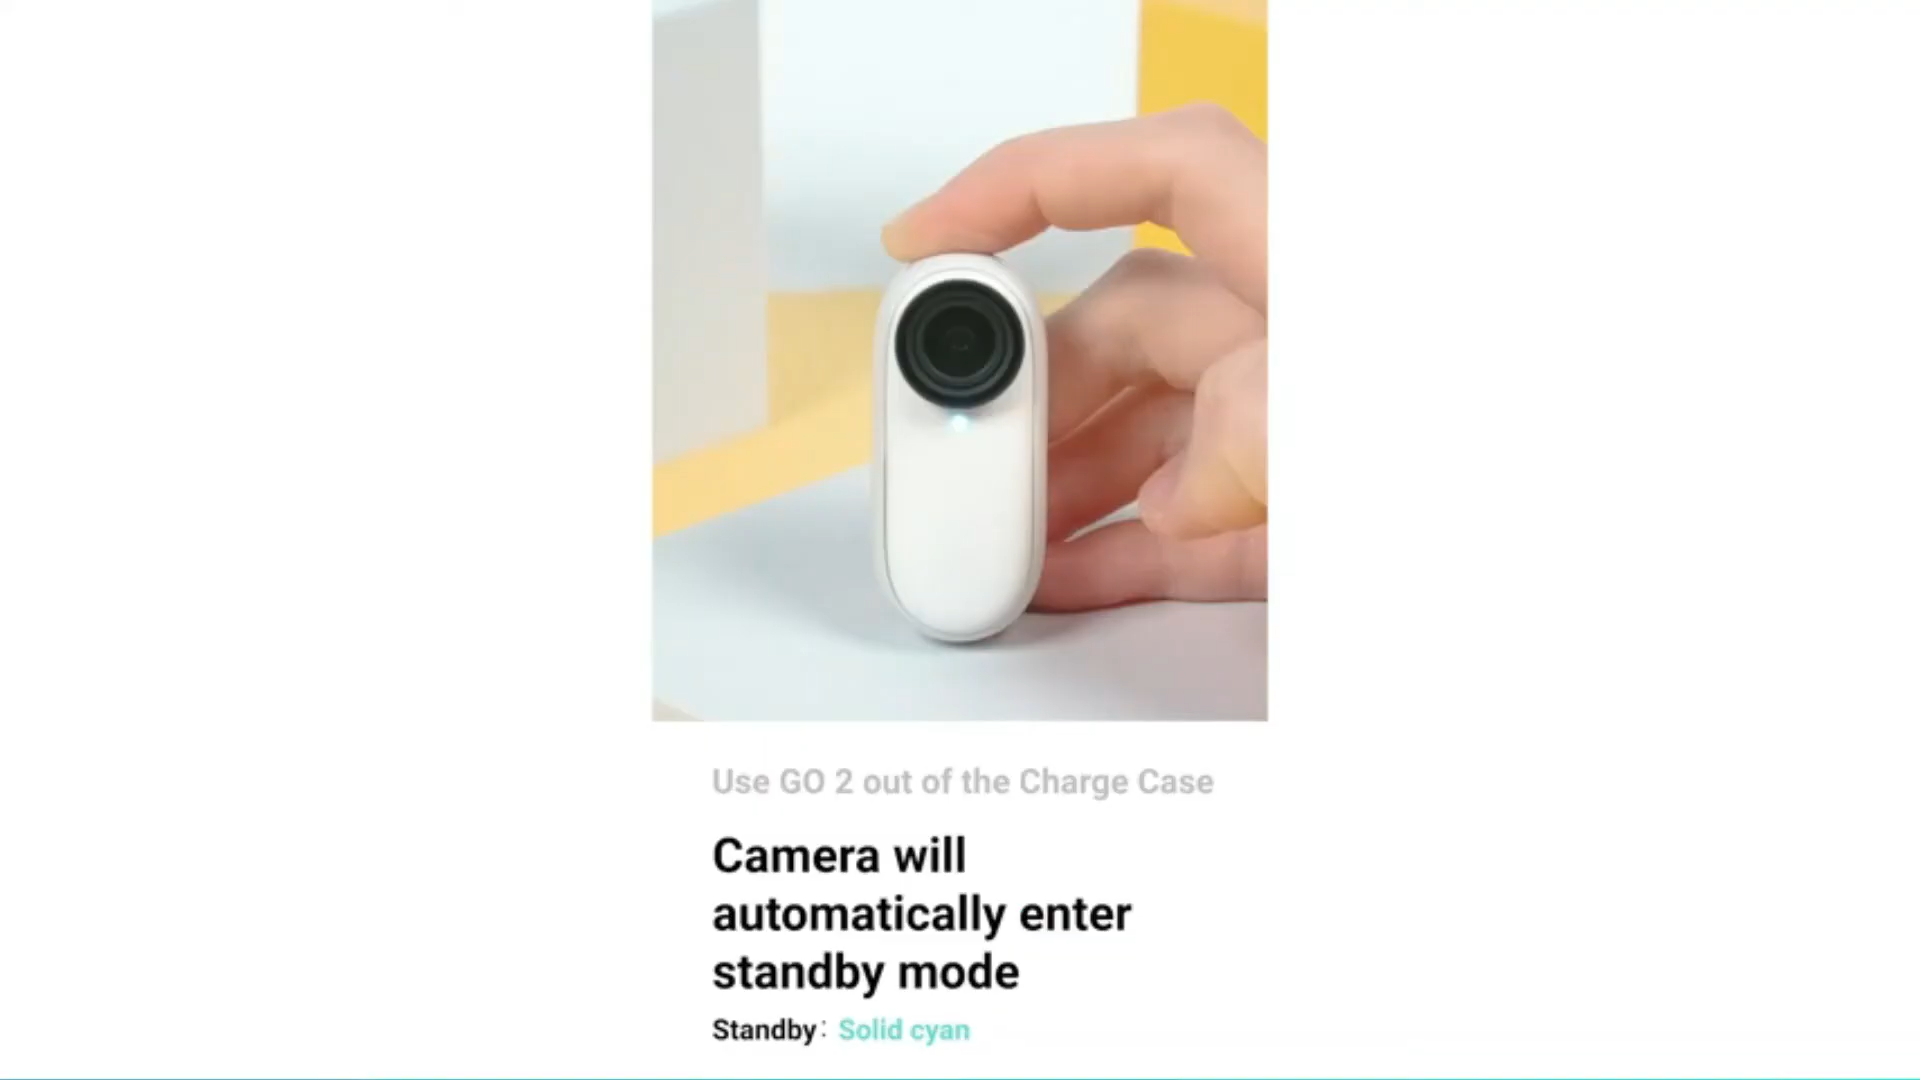 Use GO 2 out of the Charge Case
Camera will
automatically enter
standby mode
Standby: Solid cyan